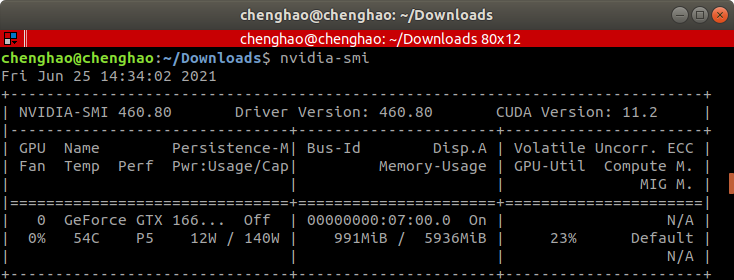 chenghao@chenghao: ~/Downloads
chenghao@chenghao: ~/Downloads 80x12
chenghao@chenghao:~/Downloads$ nvidia-smi
Fri Jun 25 14:34:02 2021
+-----------------------------------------------------------------------------+
| NVIDIA-SMI 460.80       Driver Version: 460.80       CUDA Version: 11.2     |
|-------------------------------+----------------------+----------------------+
| GPU  Name        Persistence-M| Bus-Id        Disp.A | Volatile Uncorr. ECC |
| Fan  Temp  Perf  Pwr:Usage/Cap|         Memory-Usage | GPU-Util  Compute M. |
|                               |                      |               MIG M. |
|===============================+======================+======================|
|   0  GeForce GTX 166...  Off  | 00000000:07:00.0  On |                  N/A |
|  0%   54C    P5    12W / 140W |    991MiB /  5936MiB |     23%      Default |
|                               |                      |                  N/A |
+-------------------------------+----------------------+----------------------+